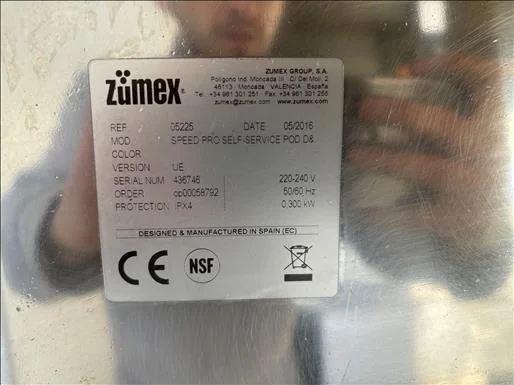 zümex®
ZUMEX GROUP, S.A.
Polígono Ind. Moncada III C/ Del Molí, 2
46113 Moncada VALENCIA España
Tel: +34 961 301 251 Fax: +34 961 301 255
zumex@zumex.com www.zumex.com
REF 05225 DATE 05/2016
MOD SPEED PRO SELF-SERVICE POD D&
COLOR
VERSION UE
SERIAL NUM 436746 220-240 V
ORDER op00058792 50/60 Hz
PROTECTION IPX4 0.300 kW
DESIGNED & MANUFACTURED IN SPAIN (EC)
CE NSF